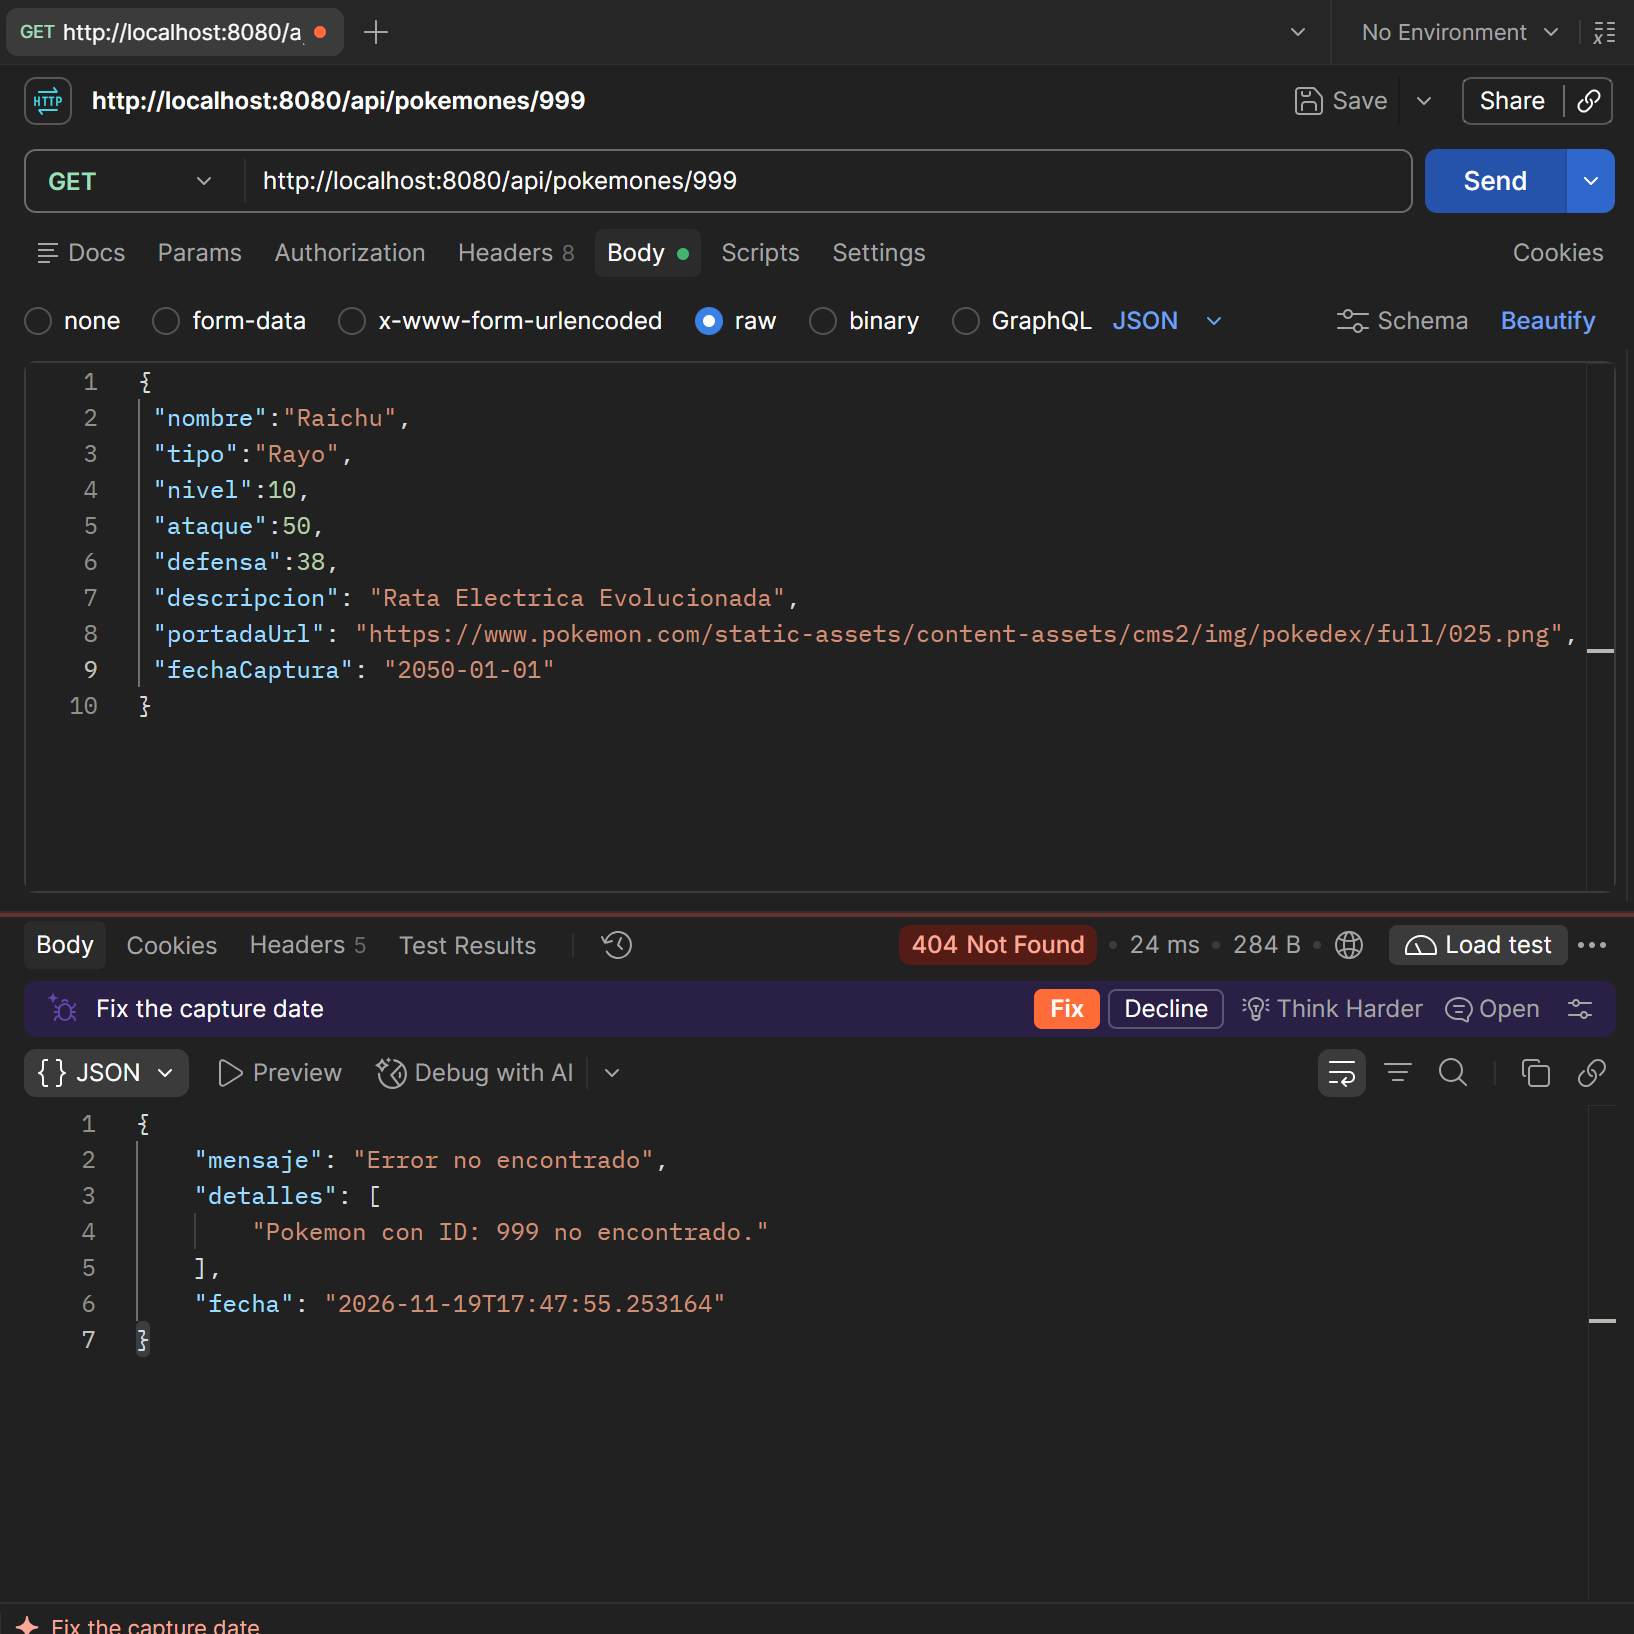 GET http://localhost:8080/a
No Environment
HTTP http://localhost:8080/api/pokemones/999
Save
Share
GET http://localhost:8080/api/pokemones/999
Send
Docs Params Authorization Headers 8 Body Scripts Settings Cookies
none form-data x-www-form-urlencoded raw binary GraphQL JSON Schema Beautify
1 {
2 "nombre":"Raichu",
3 "tipo":"Rayo",
4 "nivel":10,
5 "ataque":50,
6 "defensa":38,
7 "descripcion": "Rata Electrica Evolucionada",
8 "portadaUrl": "https://www.pokemon.com/static-assets/content-assets/cms2/img/pokedex/full/025.png",
9 "fechaCaptura": "2050-01-01"
10 }
Body Cookies Headers 5 Test Results 404 Not Found • 24 ms • 284 B • Load test
Fix the capture date Fix Decline Think Harder Open
{} JSON Preview Debug with AI
1 {
2 "mensaje": "Error no encontrado",
3 "detalles": [
4 "Pokemon con ID: 999 no encontrado."
5 ],
6 "fecha": "2026-11-19T17:47:55.253164"
7 }
Fix the capture date